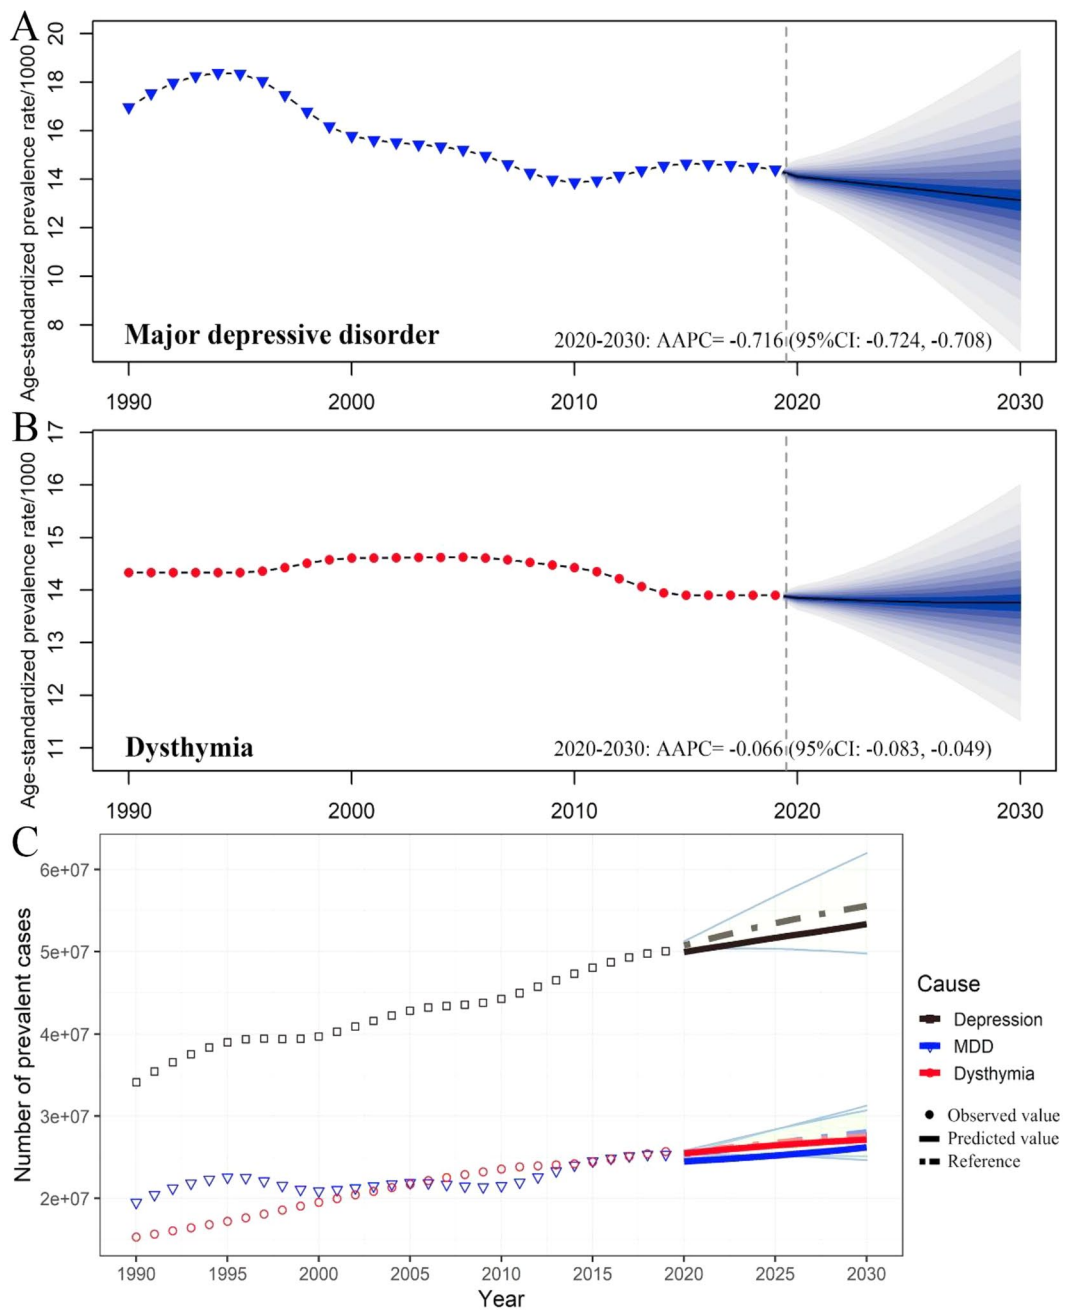 A
Age-standardized prevalence rate/1000
20
18
16
14
12
10
8
Major depressive disorder
2020-2030: AAPC= -0.716 (95%CI: -0.724, -0.708)
1990
2000
2010
2020
2030
B
Age-standardized prevalence rate/1000
17
16
15
14
13
12
11
Dysthymia
2020-2030: AAPC= -0.066 (95%CI: -0.083, -0.049)
1990
2000
2010
2020
2030
C
Number of prevalent cases
6e+07
5e+07
4e+07
3e+07
2e+07
1990
1995
2000
2005
2010
2015
2020
2025
2030
Year
Cause
Depression
MDD
Dysthymia
Observed value
Predicted value
Reference